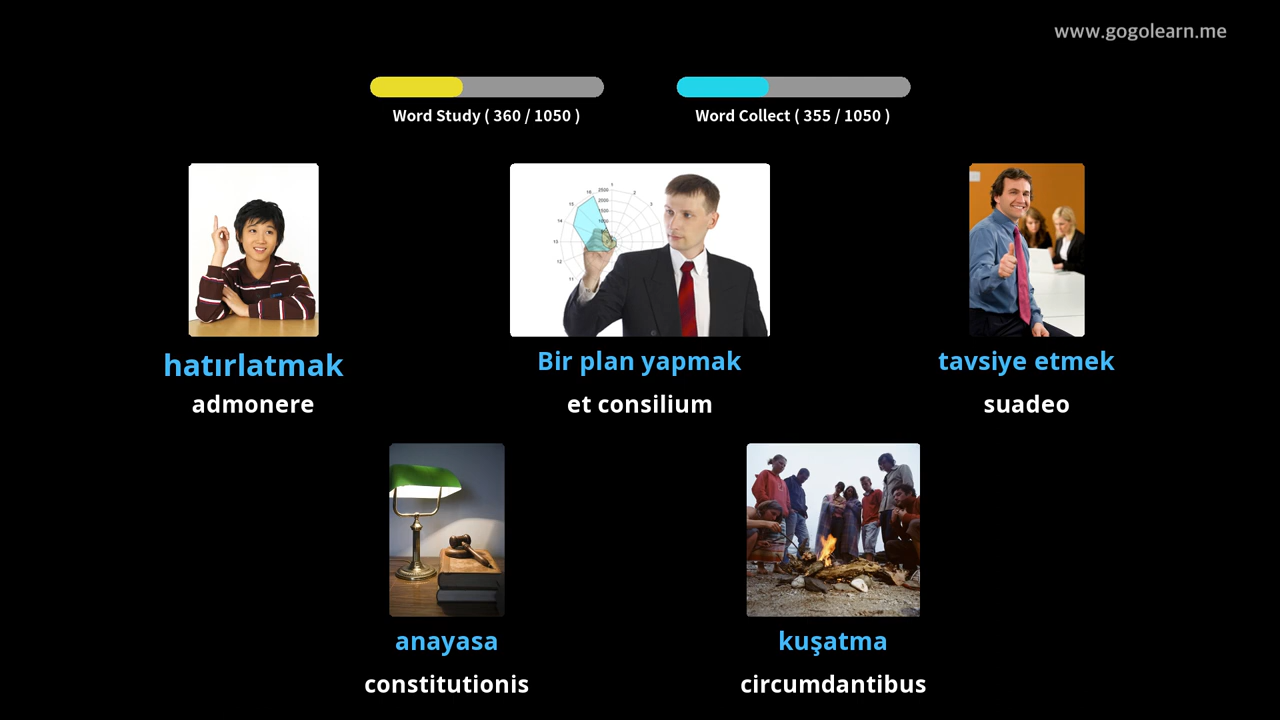 www.gogolearn.me
Word Study ( 360 / 1050 )
Word Collect ( 355 / 1050 )
hatırlatmak
admonere
Bir plan yapmak
et consilium
tavsiye etmek
suadeo
anayasa
constitutionis
kuşatma
circumdantibus